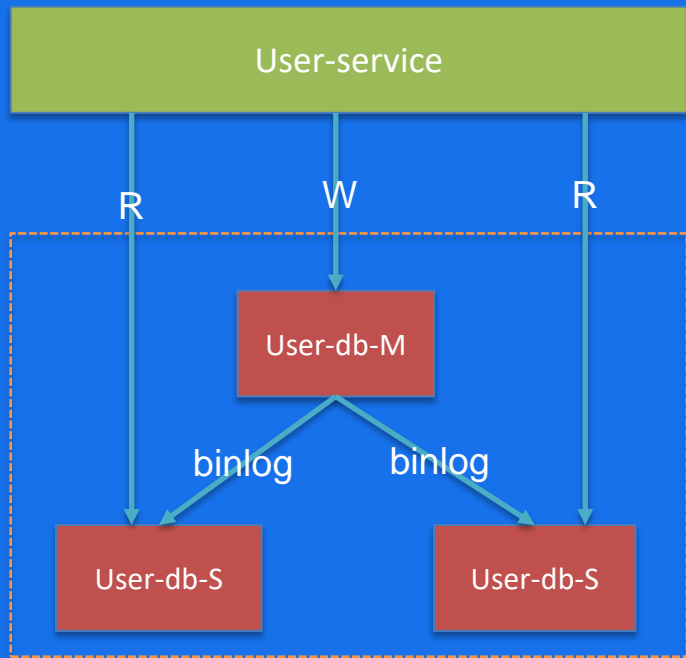 User-service
R
W
R
User-db-M
binlog
binlog
User-db-S
User-db-S